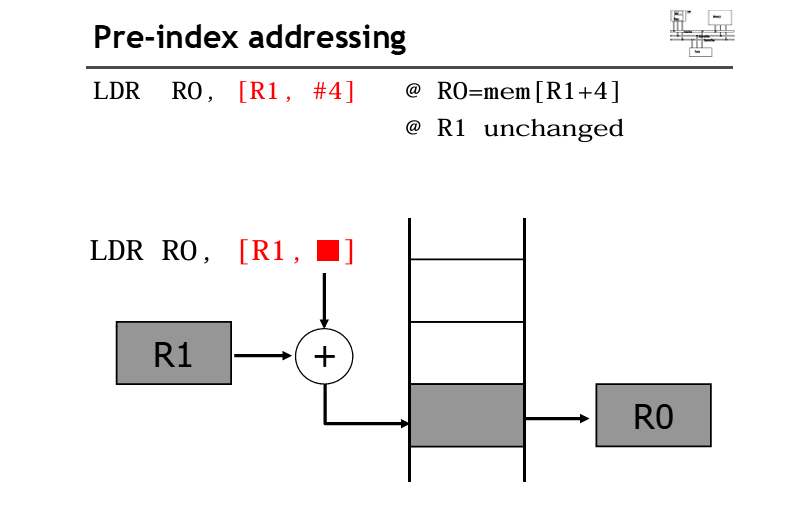 Pre-index addressing
LDR R0, [R1, #4] @ R0=mem[R1+4]
@ R1 unchanged
LDR R0, [R1, ■]
R1
+
R0